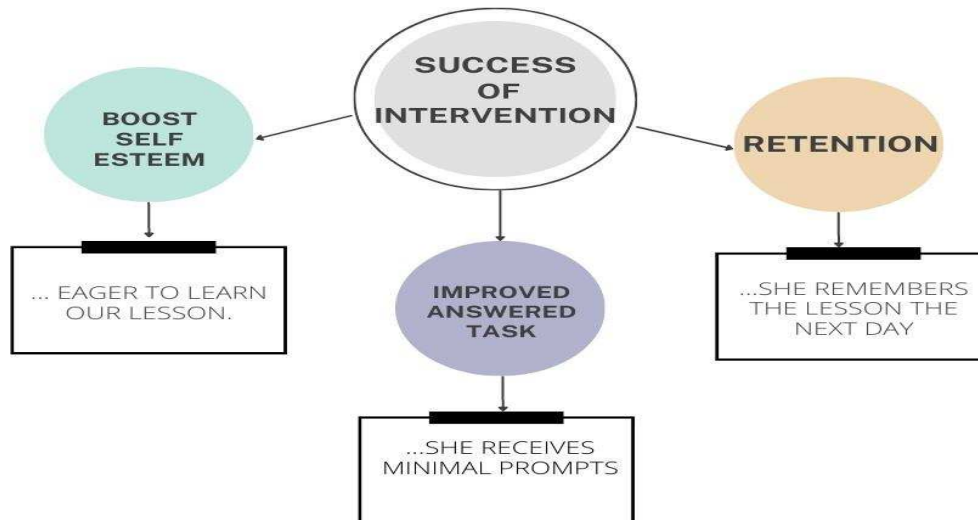 SUCCESS
OF
INTERVENTION
BOOST
SELF
ESTEEM
RETENTION
... EAGER TO LEARN
OUR LESSON.
IMPROVED
ANSWERED
TASK
...SHE REMEMBERS
THE LESSON THE
NEXT DAY
...SHE RECEIVES
MINIMAL PROMPTS